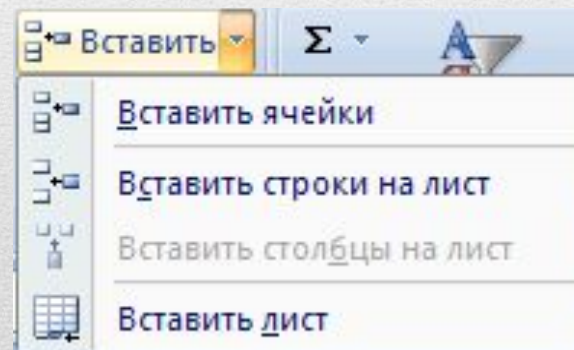 Вставить Σ
Вставить ячейки
Вставить строки на лист
Вставить столбцы на лист
Вставить лист